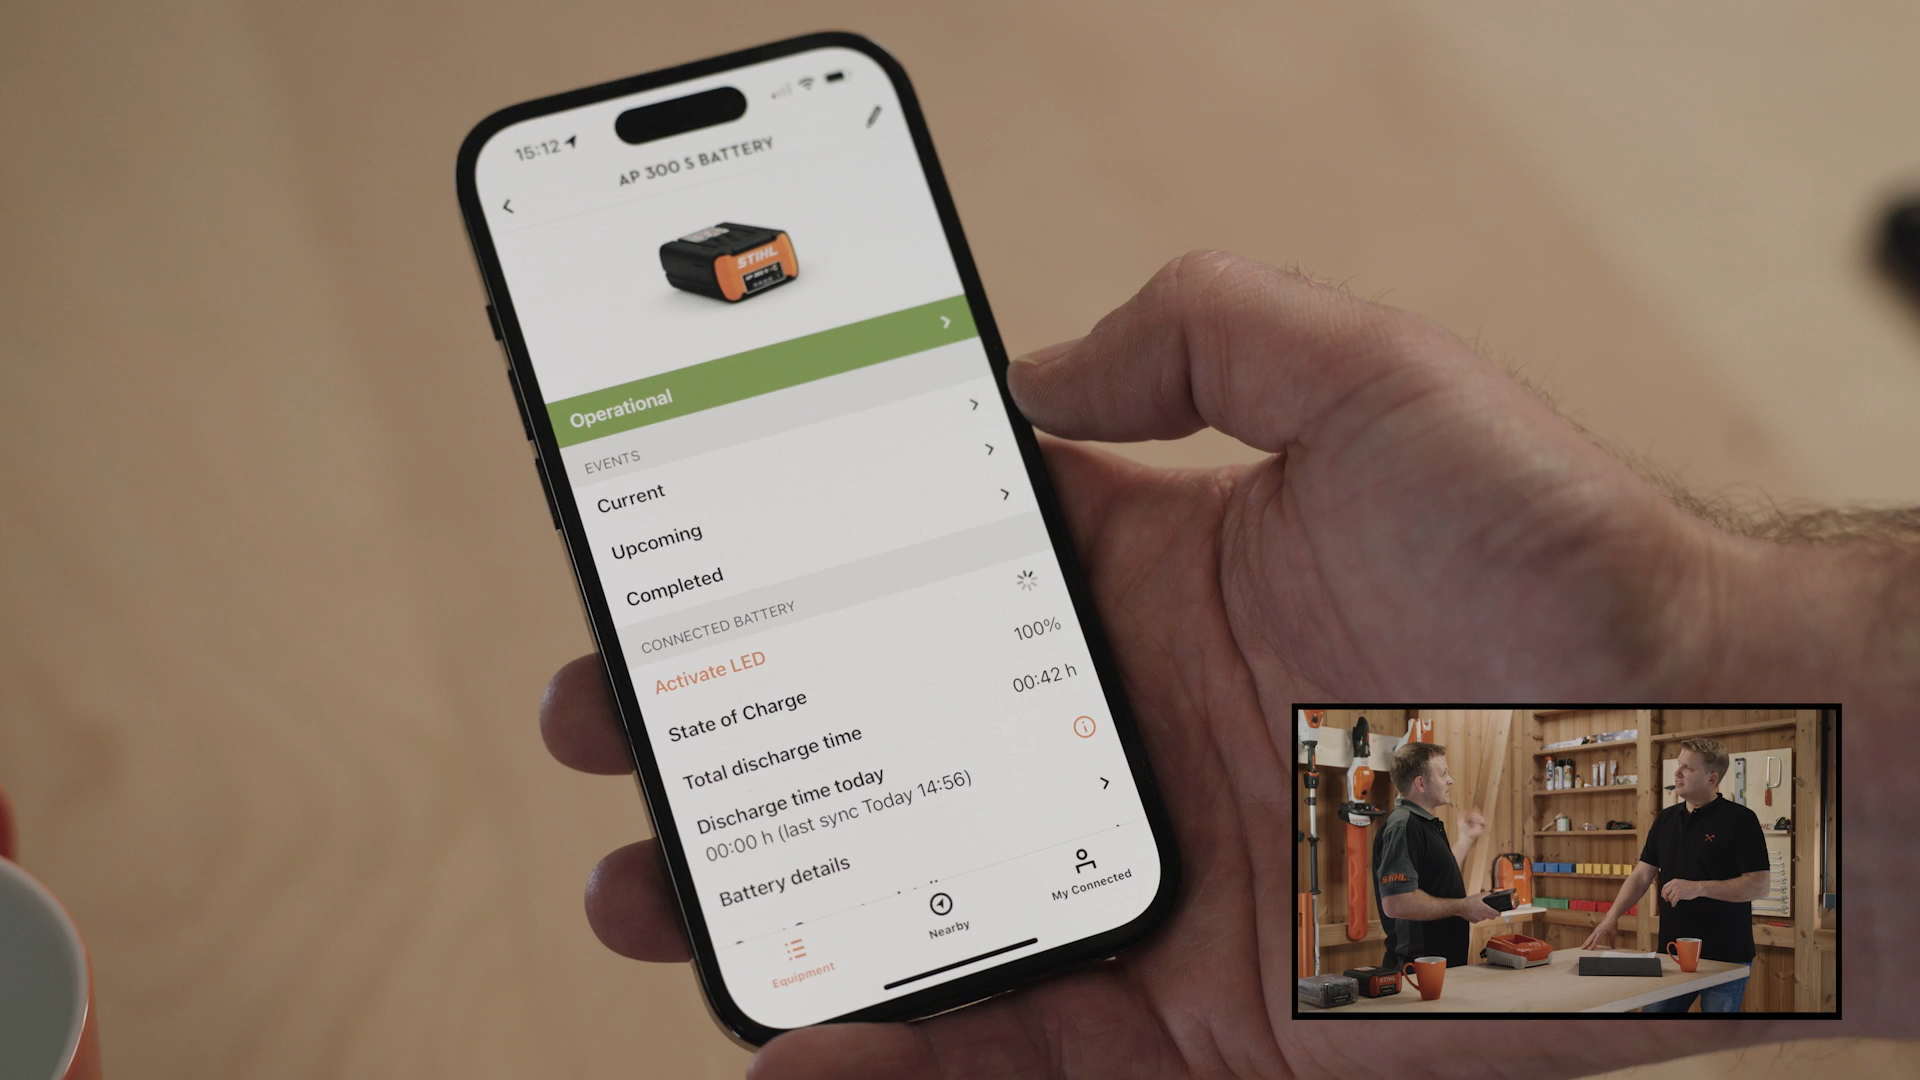 15:12
AP 300 S BATTERY
STIHL
Operational
EVENTS
Current
Upcoming
Completed
CONNECTED BATTERY
Activate LED
State of Charge
100%
Total discharge time
00:42 h
Discharge time today
00:00 h (last sync Today 14:56)
Battery details
Equipment
Nearby
My Connected
STIHL